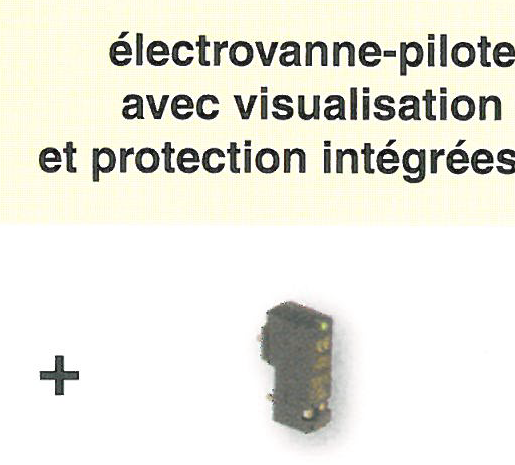 électrovanne-pilote
avec visualisation
et protection intégrées
+